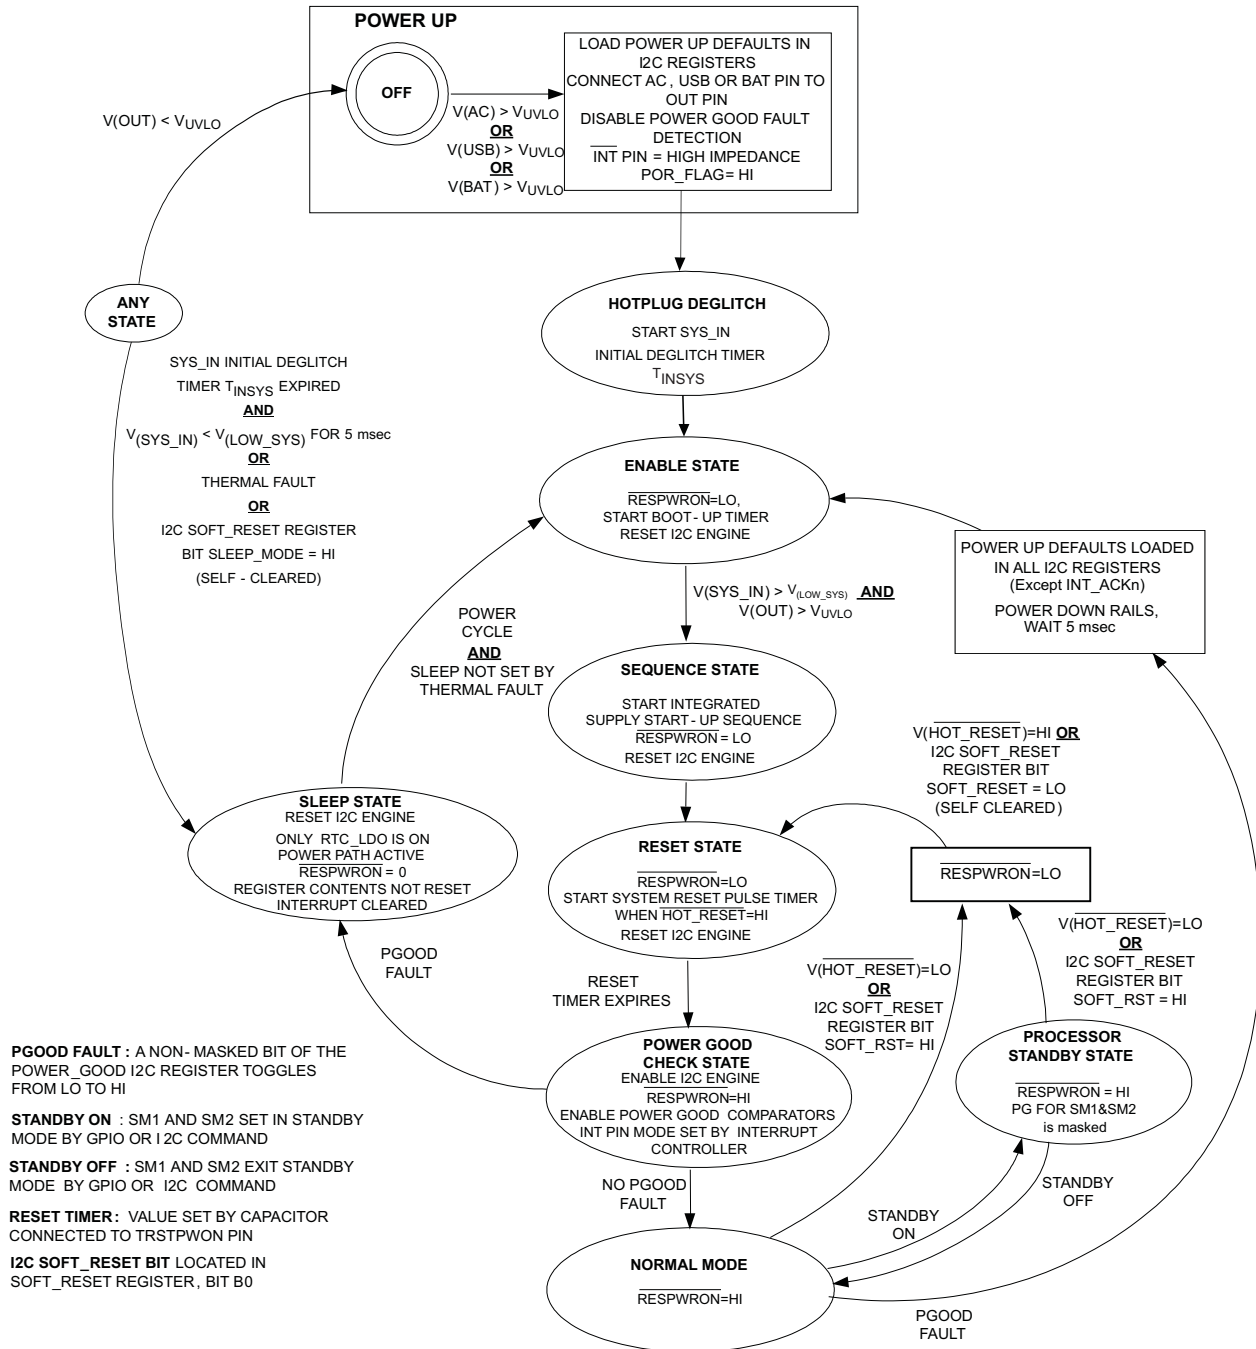 POWER UP
OFF
V(AC) > VUVLO
OR
V(USB) > VUVLO
OR
V(BAT) > VUVLO
LOAD POWER UP DEFAULTS IN
I2C REGISTERS
CONNECT AC, USB OR BAT PIN TO
OUT PIN
DISABLE POWER GOOD FAULT
DETECTION
INT PIN = HIGH IMPEDANCE
POR_FLAG= HI
V(OUT) < VUVLO
ANY
STATE
HOTPLUG DEGLITCH
START SYS_IN
INITIAL DEGLITCH TIMER
TINSYS
SYS_IN INITIAL DEGLITCH
TIMER TINSYS EXPIRED
AND
V(SYS_IN) < V(LOW_SYS) FOR 5 msec
OR
THERMAL FAULT
OR
I2C SOFT_RESET REGISTER
BIT SLEEP_MODE = HI
(SELF - CLEARED)
ENABLE STATE
RESPWRON=LO,
START BOOT- UP TIMER
RESET I2C ENGINE
POWER UP DEFAULTS LOADED
IN ALL I2C REGISTERS
(Except INT_ACKn)
POWER DOWN RAILS,
WAIT 5 msec
V(SYS_IN) > V(LOW_SYS) AND
V(OUT) > VUVLO
POWER
CYCLE
AND
SLEEP NOT SET BY
THERMAL FAULT
SEQUENCE STATE
START INTEGRATED
SUPPLY START- UP SEQUENCE
RESPWRON = LO
RESET I2C ENGINE
V(HOT_RESET)=HI OR
I2C SOFT_RESET
REGISTER BIT
SOFT_RESET = LO
(SELF CLEARED)
SLEEP STATE
RESET I2C ENGINE
ONLY RTC_LDO IS ON
POWER PATH ACTIVE
RESPWRON = 0
REGISTER CONTENTS NOT RESET
INTERRUPT CLEARED
RESET STATE
RESPWRON=LO
START SYSTEM RESET PULSE TIMER
WHEN HOT_RESET=HI
RESET I2C ENGINE
RESPWRON=LO
PGOOD
FAULT
RESET
TIMER EXPIRES
V(HOT_RESET)=LO
OR
I2C SOFT_RESET
REGISTER BIT
SOFT_RST= HI
V(HOT_RESET)=LO
OR
I2C SOFT_RESET
REGISTER BIT
SOFT_RST = HI
POWER GOOD
CHECK STATE
ENABLE I2C ENGINE
RESPWRON=HI
ENABLE POWER GOOD COMPARATORS
INT PIN MODE SET BY INTERRUPT
CONTROLLER
PROCESSOR
STANDBY STATE
RESPWRON = HI
PG FOR SM1&SM2
is masked
NO PGOOD
FAULT
STANDBY
ON
STANDBY
OFF
NORMAL MODE
RESPWRON=HI
PGOOD
FAULT
PGOOD FAULT : A NON- MASKED BIT OF THE
POWER_GOOD I2C REGISTER TOGGLES
FROM LO TO HI
STANDBY ON : SM1 AND SM2 SET IN STANDBY
MODE BY GPIO OR I2C COMMAND
STANDBY OFF : SM1 AND SM2 EXIT STANDBY
MODE BY GPIO OR I2C COMMAND
RESET TIMER: VALUE SET BY CAPACITOR
CONNECTED TO TRSTPWON PIN
I2C SOFT_RESET BIT LOCATED IN
SOFT_RESET REGISTER, BIT B0